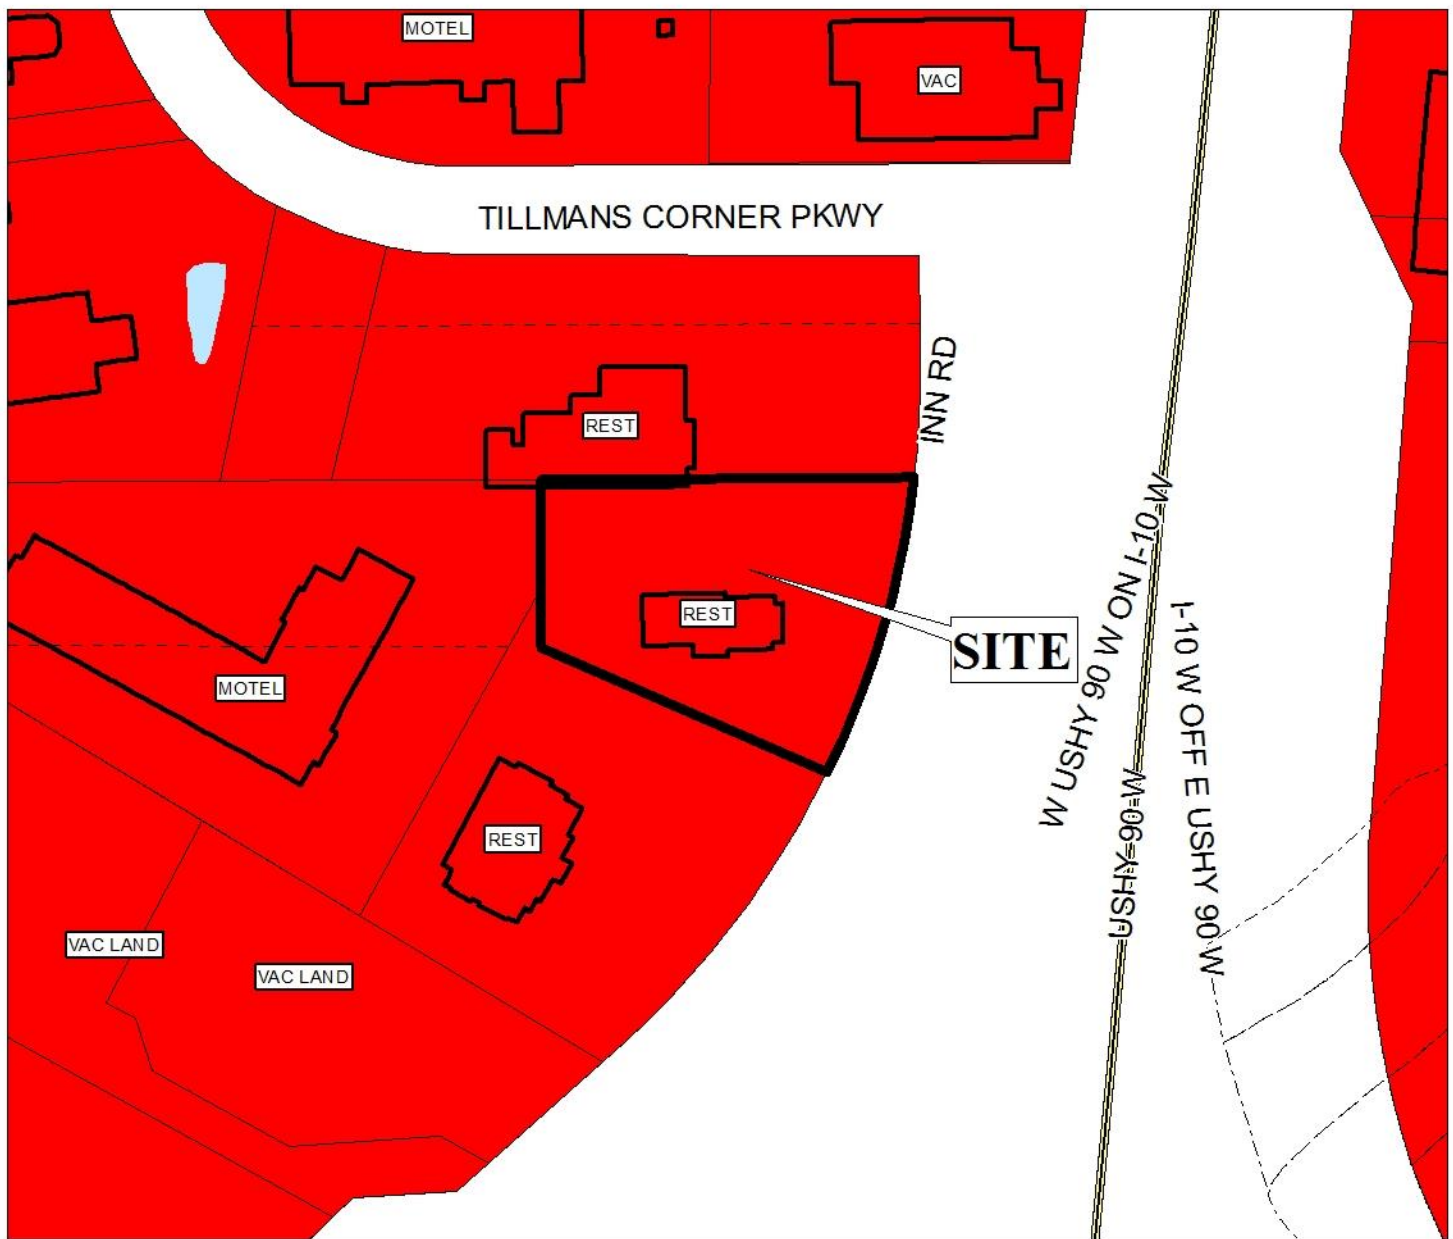 MOTEL
VAC
TILLMANS CORNER PKWY
INN RD
REST
W USHY 90 W ON I-10 W
REST
SITE
I-10 W OFF E USHY 90 W
MOTEL
USHY 90 W
REST
VAC LAND
VAC LAND